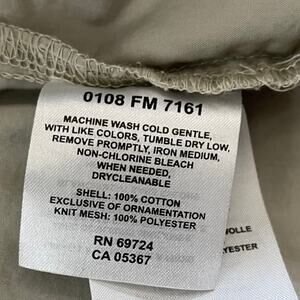 0108 FM 7161
MACHINE WASH COLD GENTLE,
WITH LIKE COLORS, TUMBLE DRY LOW,
REMOVE PROMPTLY, IRON MEDIUM,
NON-CHLORINE BLEACH
WHEN NEEDED,
DRYCLEANABLE
SHELL: 100% COTTON
EXCLUSIVE OF ORNAMENTATION
KNIT MESH: 100% POLYESTER
RN 69724
CA 05367
WOLLE